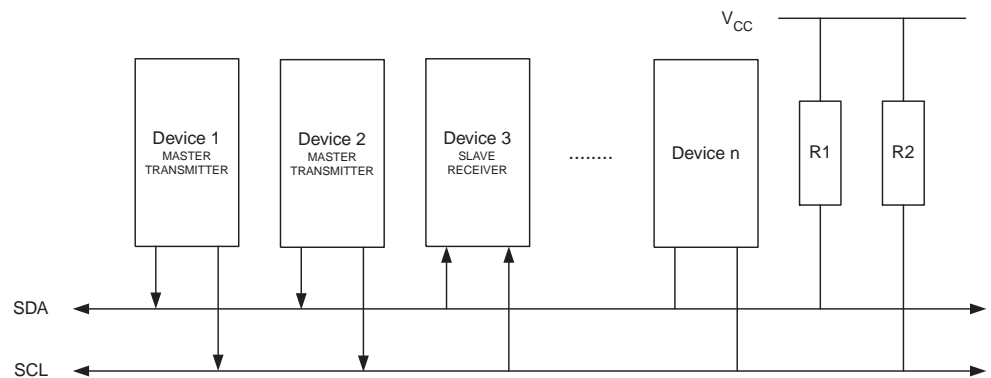 VCC
Device 1
MASTER
TRANSMITTER
Device 2
MASTER
TRANSMITTER
Device 3
SLAVE
RECEIVER
........
Device n
R1
R2
SDA
SCL